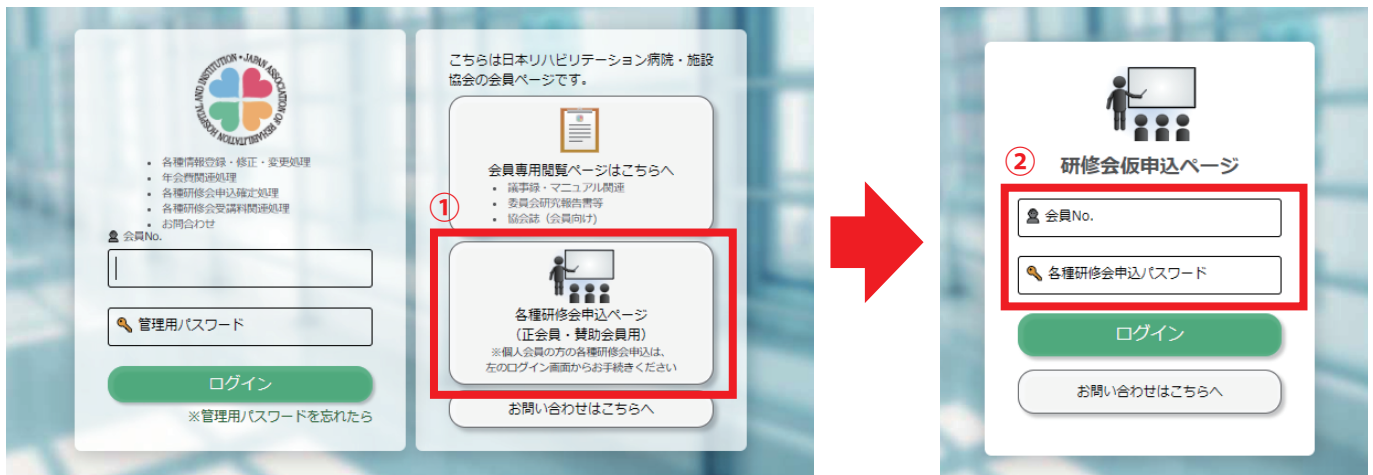 JAPAN ASSOCIATION OF REHABILITATION HOSPITAL AND INSTITUTION
・各種情報登録・修正・変更処理
・年会費関連処理
・各種研修会申込確定処理
・各種研修会受講料関連処理
・お問合わせ
会員No.
管理用パスワード
ログイン
※管理用パスワードを忘れたら
こちらは日本リハビリテーション病院・施設
協会の会員ページです。
会員専用閲覧ページはこちらへ
・議事録・マニュアル関連
・委員会研究報告書等
・協会誌（会員向け）
①
各種研修会申込ページ
（正会員・賛助会員用）
※個人会員の方の各種研修会申込は、
左のログイン画面からお手続きください
お問い合わせはこちらへ
②
研修会仮申込ページ
会員No.
各種研修会申込パスワード
ログイン
お問い合わせはこちらへ